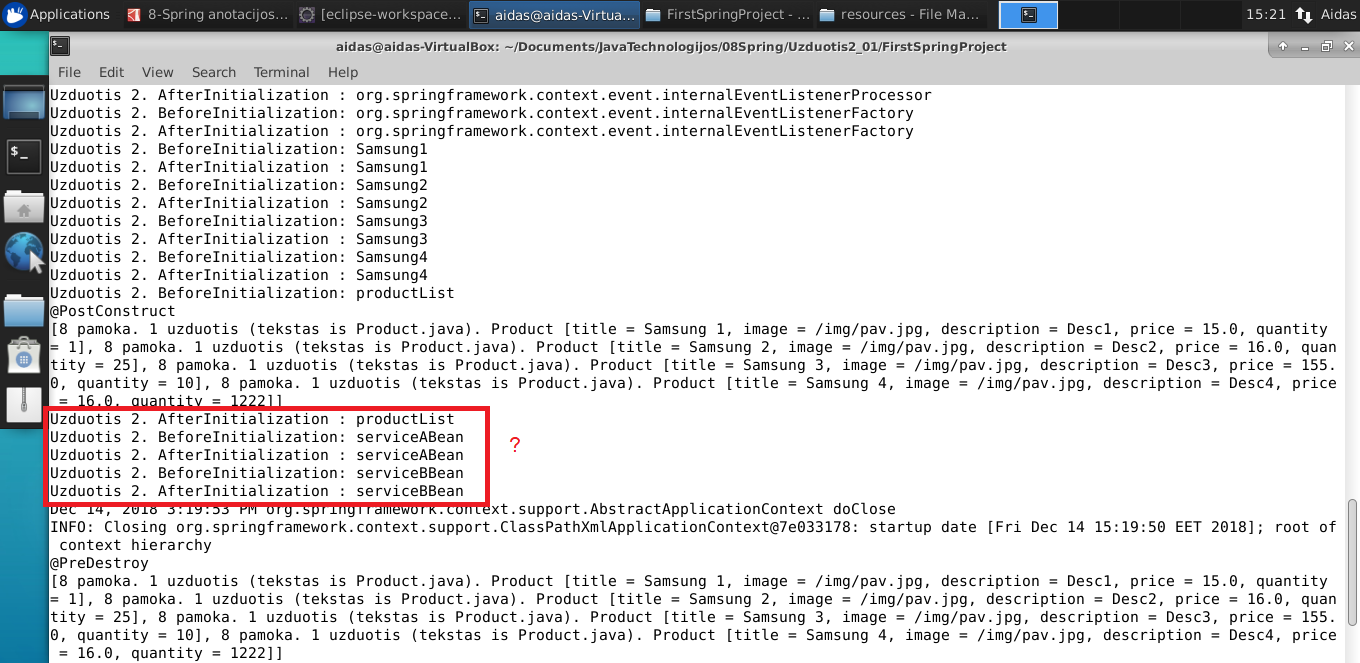 Applications
8-Spring anotacijos...
[eclipse-workspace...
aidas@aidas-Virtua...
FirstSpringProject - ...
resources - File Ma...
15:21
Aidas
aidas@aidas-VirtualBox: ~/Documents/JavaTechnologijos/08Spring/Uzduotis2_01/FirstSpringProject
File Edit View Search Terminal Help
Uzduotis 2. AfterInitialization : org.springframework.context.event.internalEventListenerProcessor
Uzduotis 2. BeforeInitialization: org.springframework.context.event.internalEventListenerFactory
Uzduotis 2. AfterInitialization : org.springframework.context.event.internalEventListenerFactory
Uzduotis 2. BeforeInitialization: Samsung1
Uzduotis 2. AfterInitialization : Samsung1
Uzduotis 2. BeforeInitialization: Samsung2
Uzduotis 2. AfterInitialization : Samsung2
Uzduotis 2. BeforeInitialization: Samsung3
Uzduotis 2. AfterInitialization : Samsung3
Uzduotis 2. BeforeInitialization: Samsung4
Uzduotis 2. AfterInitialization : Samsung4
Uzduotis 2. BeforeInitialization: productList
@PostConstruct
[8 pamoka. 1 uzduotis (tekstas is Product.java). Product [title = Samsung 1, image = /img/pav.jpg, description = Desc1, price = 15.0, quantity
= 1], 8 pamoka. 1 uzduotis (tekstas is Product.java). Product [title = Samsung 2, image = /img/pav.jpg, description = Desc2, price = 16.0, quan
tity = 25], 8 pamoka. 1 uzduotis (tekstas is Product.java). Product [title = Samsung 3, image = /img/pav.jpg, description = Desc3, price = 155.
0, quantity = 10], 8 pamoka. 1 uzduotis (tekstas is Product.java). Product [title = Samsung 4, image = /img/pav.jpg, description = Desc4, price
= 16.0, quantity = 1222]]
Uzduotis 2. AfterInitialization : productList
Uzduotis 2. BeforeInitialization: serviceABean
?
Uzduotis 2. AfterInitialization : serviceABean
Uzduotis 2. BeforeInitialization: serviceBBean
Uzduotis 2. AfterInitialization : serviceBBean
Dec 14, 2018 3:19:53 PM org.springframework.context.support.AbstractApplicationContext doClose
INFO: Closing org.springframework.context.support.ClassPathXmlApplicationContext@7e033178: startup date [Fri Dec 14 15:19:50 EET 2018]; root of
context hierarchy
@PreDestroy
[8 pamoka. 1 uzduotis (tekstas is Product.java). Product [title = Samsung 1, image = /img/pav.jpg, description = Desc1, price = 15.0, quantity
= 1], 8 pamoka. 1 uzduotis (tekstas is Product.java). Product [title = Samsung 2, image = /img/pav.jpg, description = Desc2, price = 16.0, quan
tity = 25], 8 pamoka. 1 uzduotis (tekstas is Product.java). Product [title = Samsung 3, image = /img/pav.jpg, description = Desc3, price = 155.
0, quantity = 10], 8 pamoka. 1 uzduotis (tekstas is Product.java). Product [title = Samsung 4, image = /img/pav.jpg, description = Desc4, price
= 16.0, quantity = 1222]]